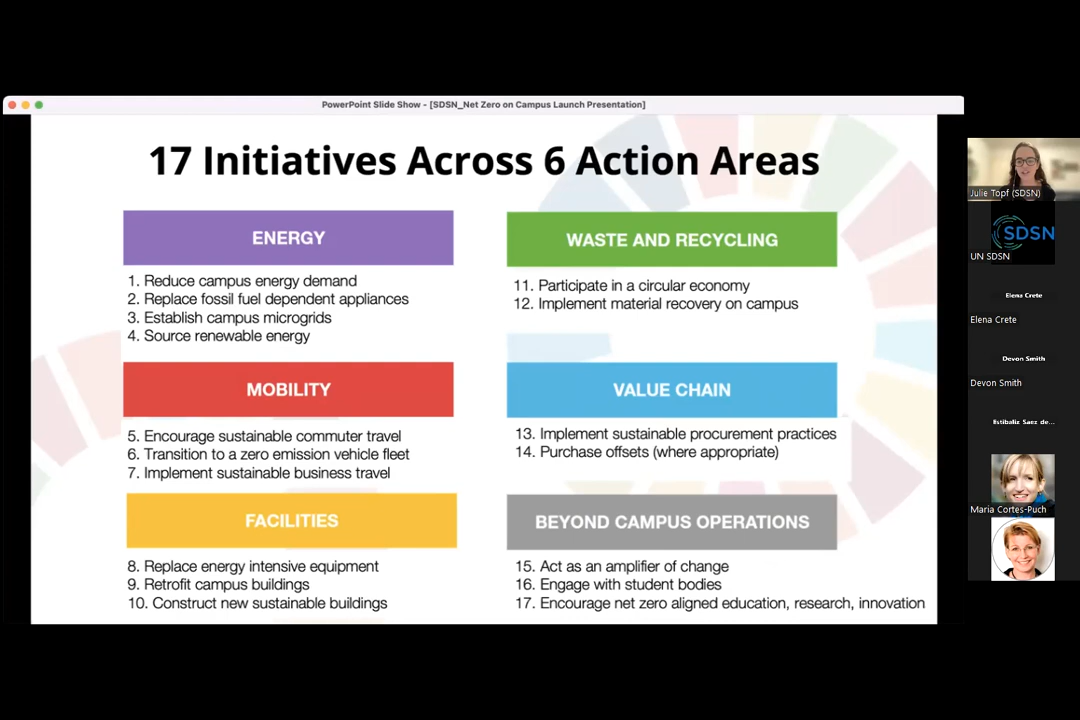 PowerPoint Slide Show - [SDSN_Net Zero on Campus Launch Presentation]
17 Initiatives Across 6 Action Areas
ENERGY
1. Reduce campus energy demand
2. Replace fossil fuel dependent appliances
3. Establish campus microgrids
4. Source renewable energy
MOBILITY
5. Encourage sustainable commuter travel
6. Transition to a zero emission vehicle fleet
7. Implement sustainable business travel
FACILITIES
8. Replace energy intensive equipment
9. Retrofit campus buildings
10. Construct new sustainable buildings
WASTE AND RECYCLING
11. Participate in a circular economy
12. Implement material recovery on campus
VALUE CHAIN
13. Implement sustainable procurement practices
14. Purchase offsets (where appropriate)
BEYOND CAMPUS OPERATIONS
15. Act as an amplifier of change
16. Engage with student bodies
17. Encourage net zero aligned education, research, innovation
Julie Topf (SDSN)
SDSN
UN SDSN
Elena Crete
Elena Crete
Devon Smith
Devon Smith
Estibaliz Saez de...
Maria Cortes-Puch